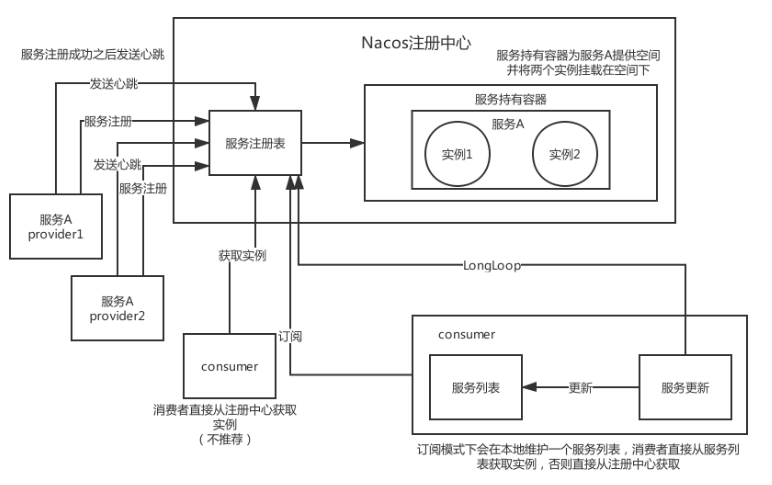 Nacos注册中心
服务注册成功之后发送心跳
服务持有容器为服务A提供空间
并将两个实例挂载在空间下
发送心跳
服务持有容器
服务注册
服务注册表
服务A
实例1
实例2
发送心跳
服务注册
服务A
provider1
获取实例
LongLoop
服务A
provider2
订阅
consumer
consumer
服务列表
更新
服务更新
消费者直接从注册中心获取
实例
（不推荐）
订阅模式下会在本地维护一个服务列表，消费者直接从服务列
表获取实例，否则直接从注册中心获取